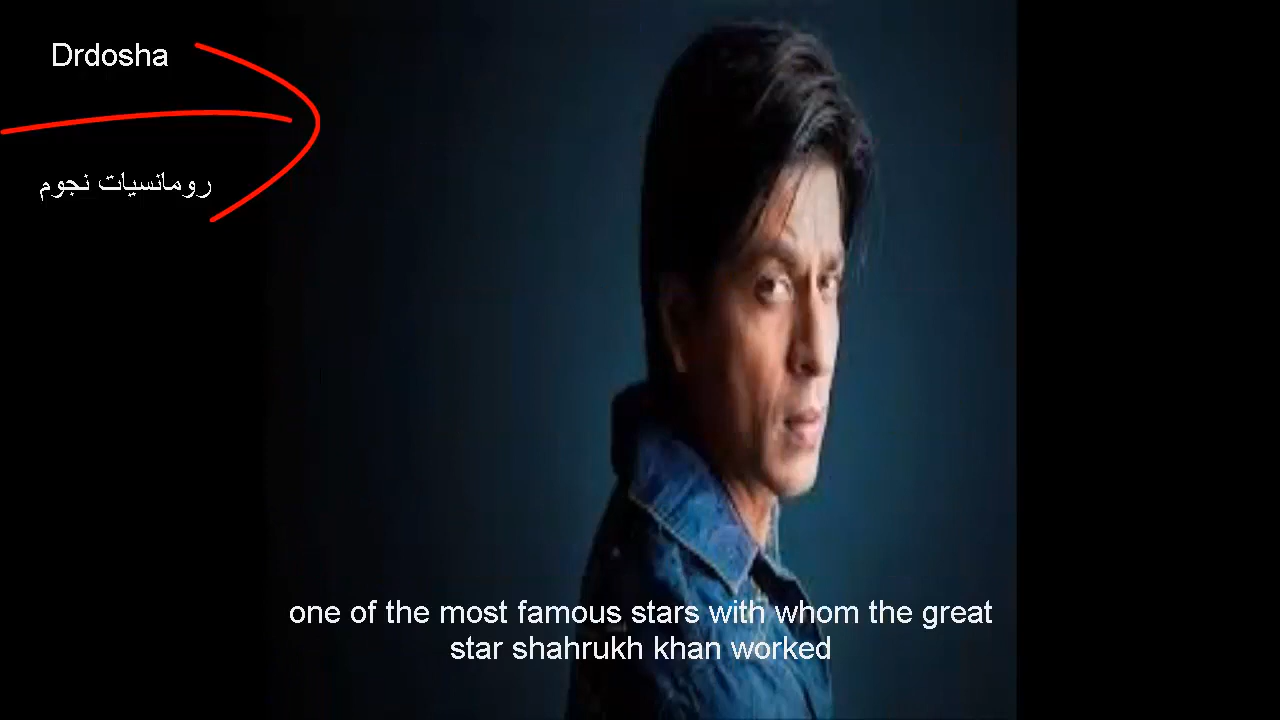 Drdosha
رومانسيات نجوم
one of the most famous stars with whom the great
star shahrukh khan worked